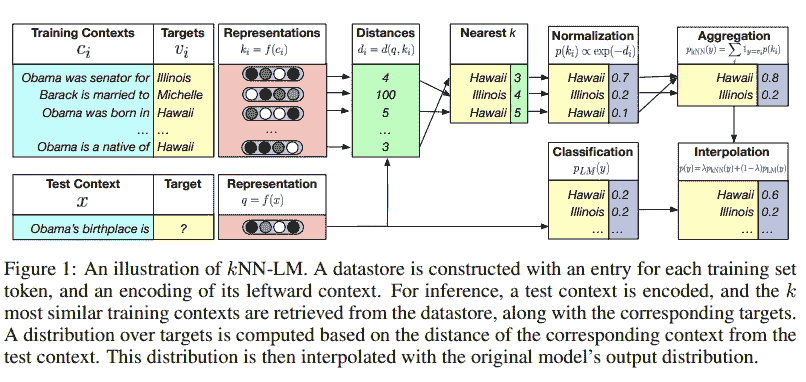 Training Contexts Targets Representations Distances Nearest k Normalization Aggregation
c_i v_i k_i = f(c_i) d_i = d(q, k_i) p(k_i) ∝ exp(−d_i) p_kNN(y) = ∑_i 1_{y=v_i} p(k_i)
Obama was senator for Illinois 4 Hawaii 3 Hawaii 0.7 Hawaii 0.8
Barack is married to Michelle 100 Illinois 4 Illinois 0.2 Illinois 0.2
Obama was born in Hawaii 5 Hawaii 5 Hawaii 0.1
... ... ... ...
Obama is a native of Hawaii 3
Classification Interpolation
p_LM(y) p(y) = λp_kNN(y) + (1−λ)p_LM(y)
Test Context Target Representation
x q = f(x)
Hawaii 0.2 Hawaii 0.6
Illinois 0.2 Illinois 0.2
Obama's birthplace is ? ... ... ... ...
Figure 1: An illustration of kNN-LM. A datastore is constructed with an entry for each training set
token, and an encoding of its leftward context. For inference, a test context is encoded, and the k
most similar training contexts are retrieved from the datastore, along with the corresponding targets.
A distribution over targets is computed based on the distance of the corresponding context from the
test context. This distribution is then interpolated with the original model's output distribution.